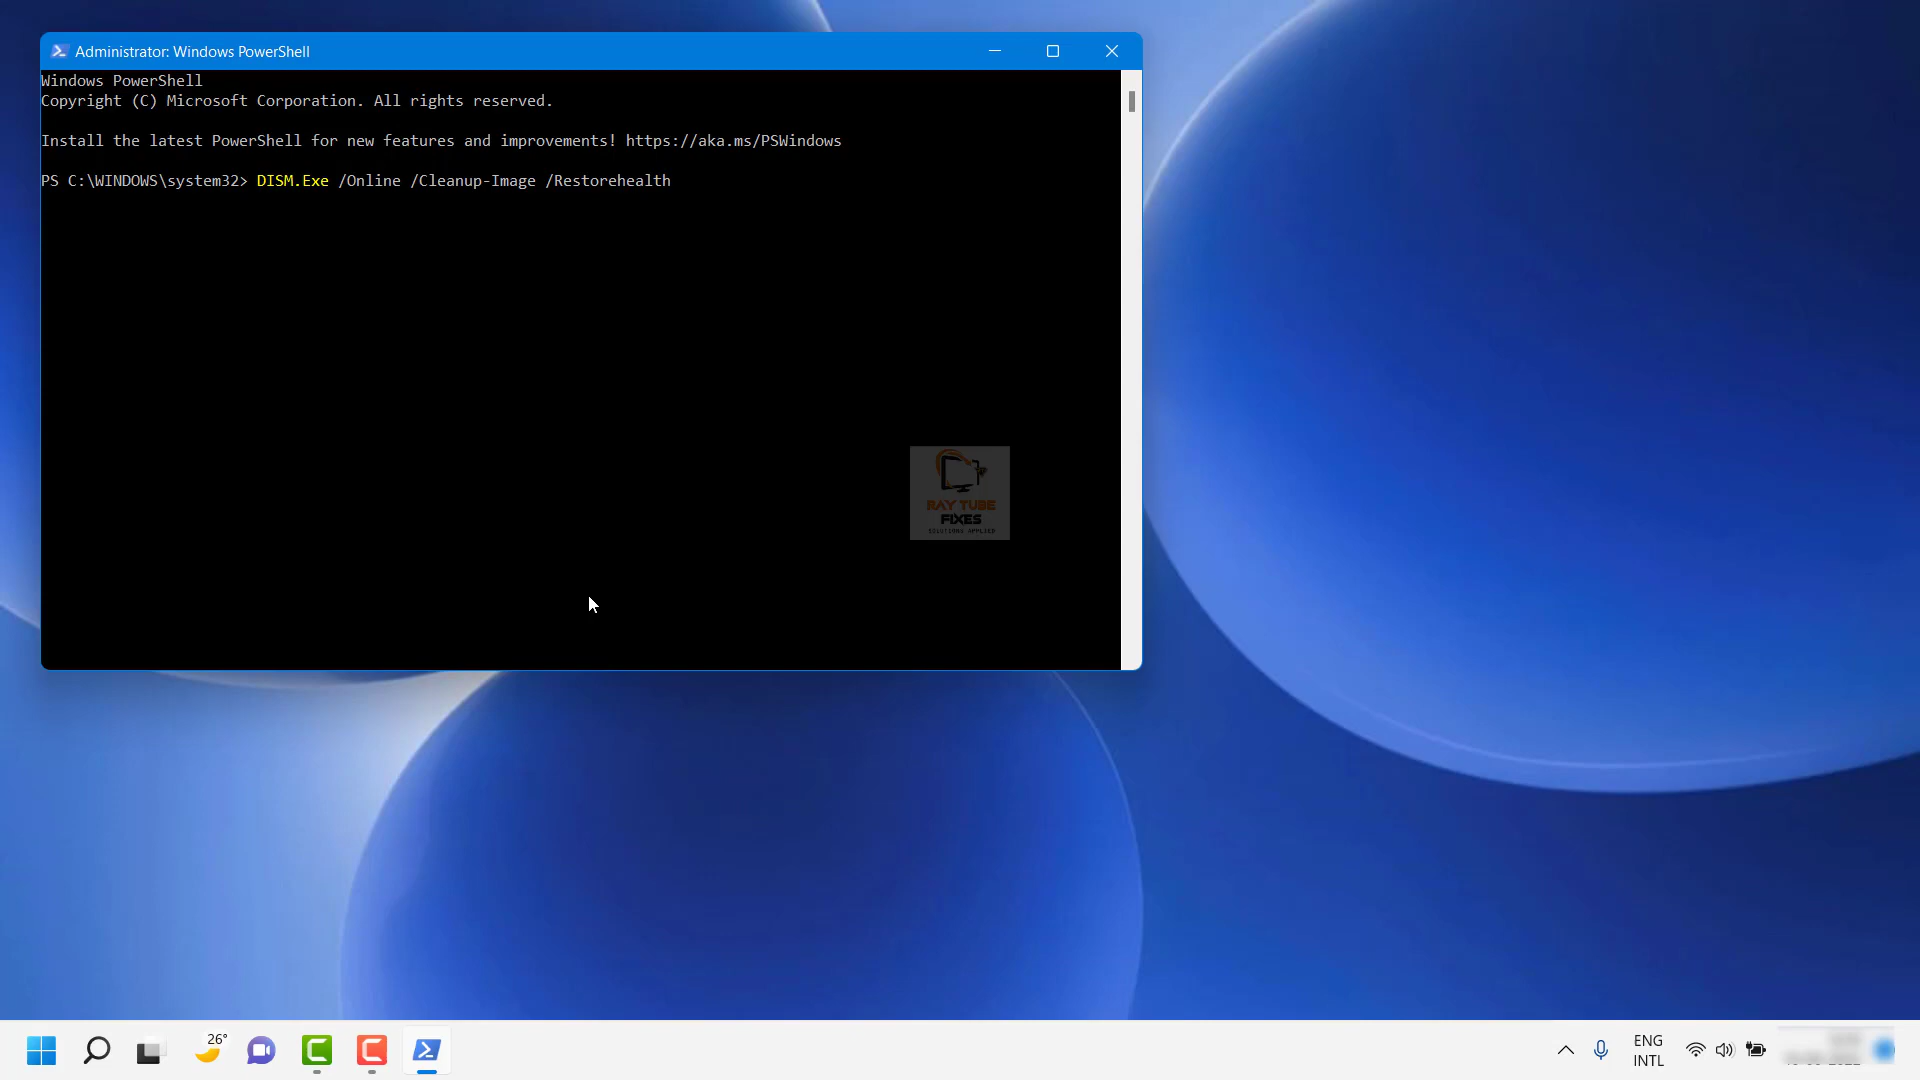 Administrator: Windows PowerShell
Windows PowerShell
Copyright (C) Microsoft Corporation. All rights reserved.
Install the latest PowerShell for new features and improvements! https://aka.ms/PSWindows
PS C:\WINDOWS\system32> DISM.Exe /Online /Cleanup-Image /Restorehealth
RAY TUBE
FIXES
SOLUTIONS APPLIED
26°
ENG
INTL